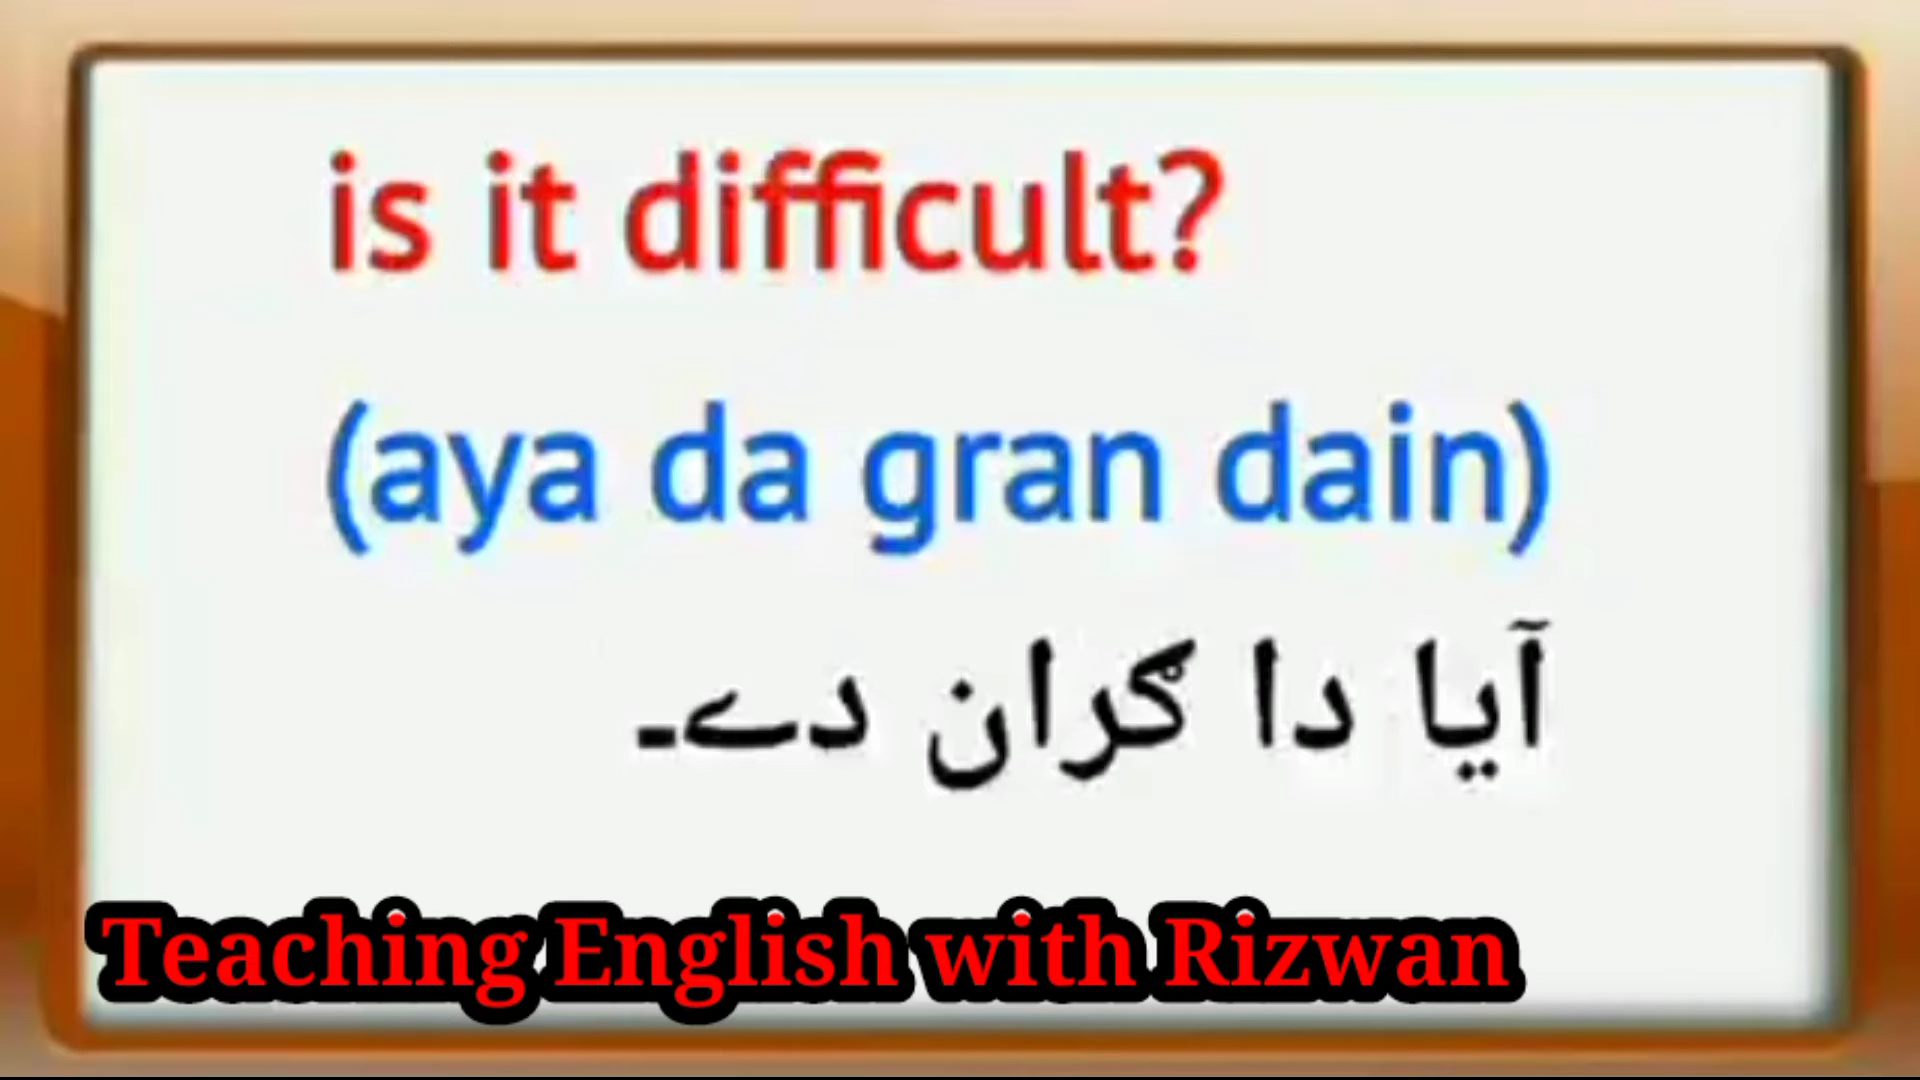 is it difficult?
(aya da gran dain)
آیا دا ګران دے۔
Teaching English with Rizwan